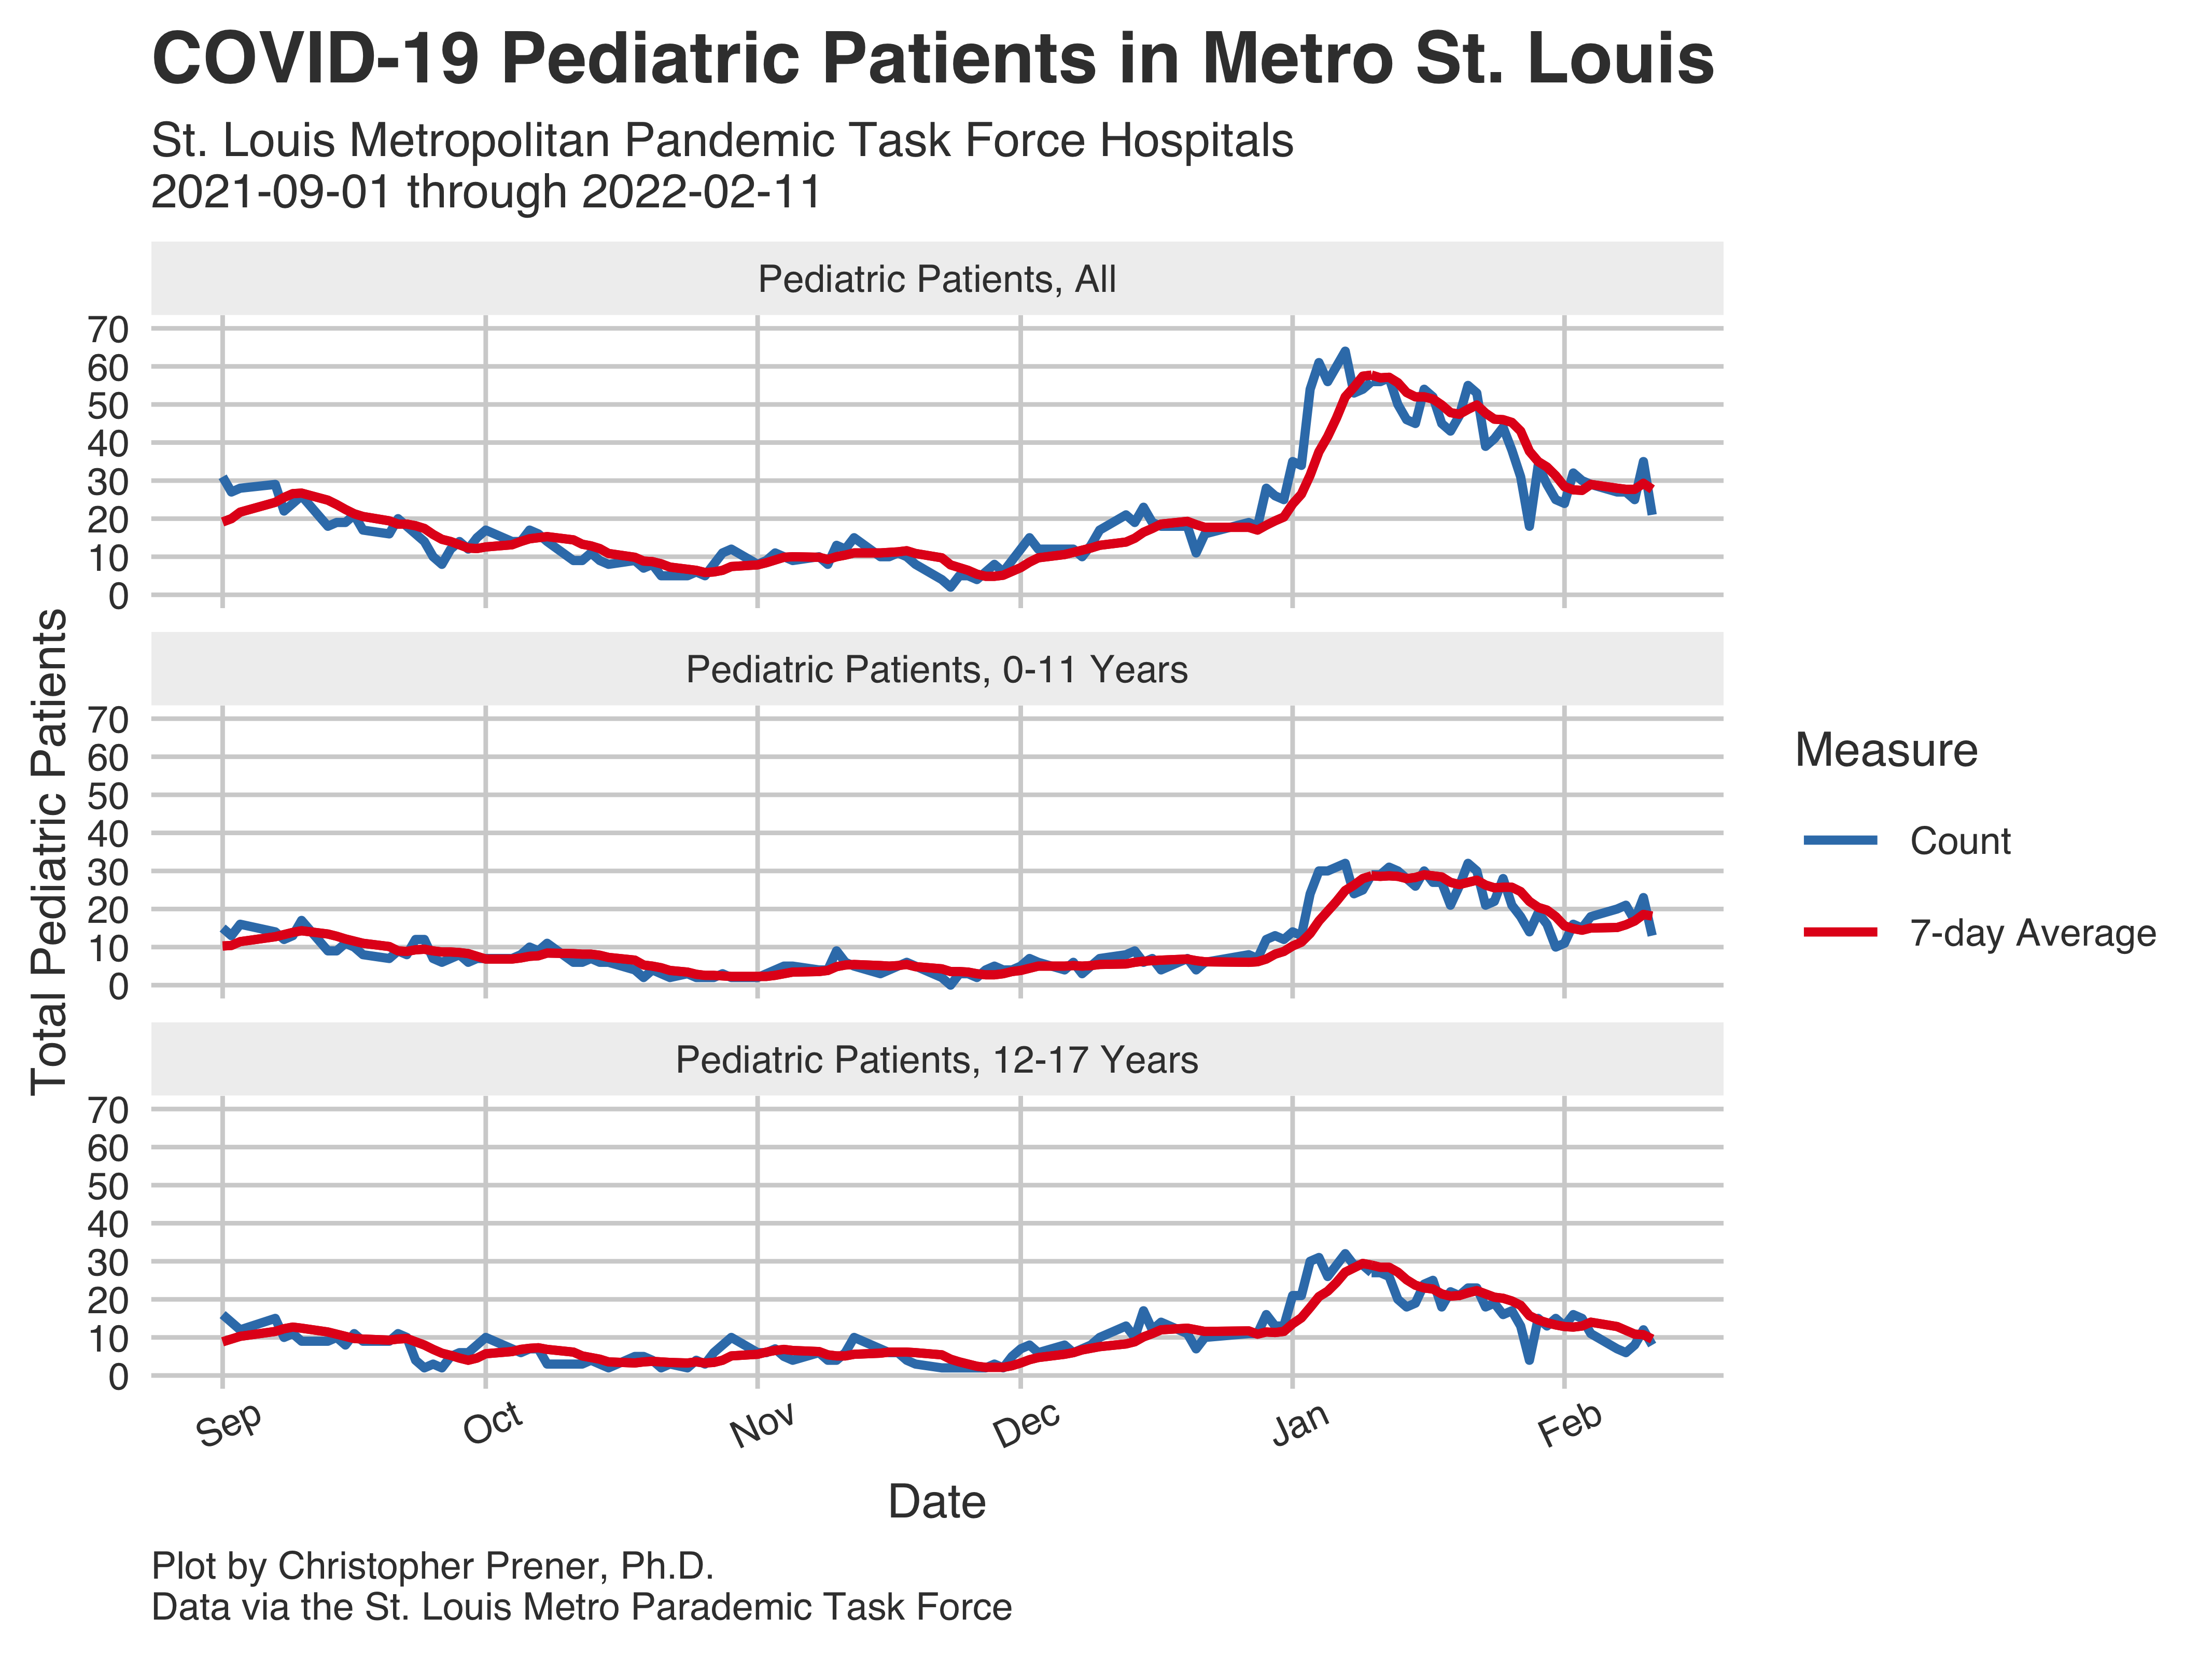 COVID-19 Pediatric Patients in Metro St. Louis
St. Louis Metropolitan Pandemic Task Force Hospitals
2021-09-01 through 2022-02-11
Total Pediatric Patients
Pediatric Patients, All
70
60
50
40
30
20
10
0
Pediatric Patients, 0-11 Years
70
60
50
40
30
20
10
0
Pediatric Patients, 12-17 Years
70
60
50
40
30
20
10
0
Sep Oct Nov Dec Jan Feb
Date
Measure
Count
7-day Average
Plot by Christopher Prener, Ph.D.
Data via the St. Louis Metro Parademic Task Force